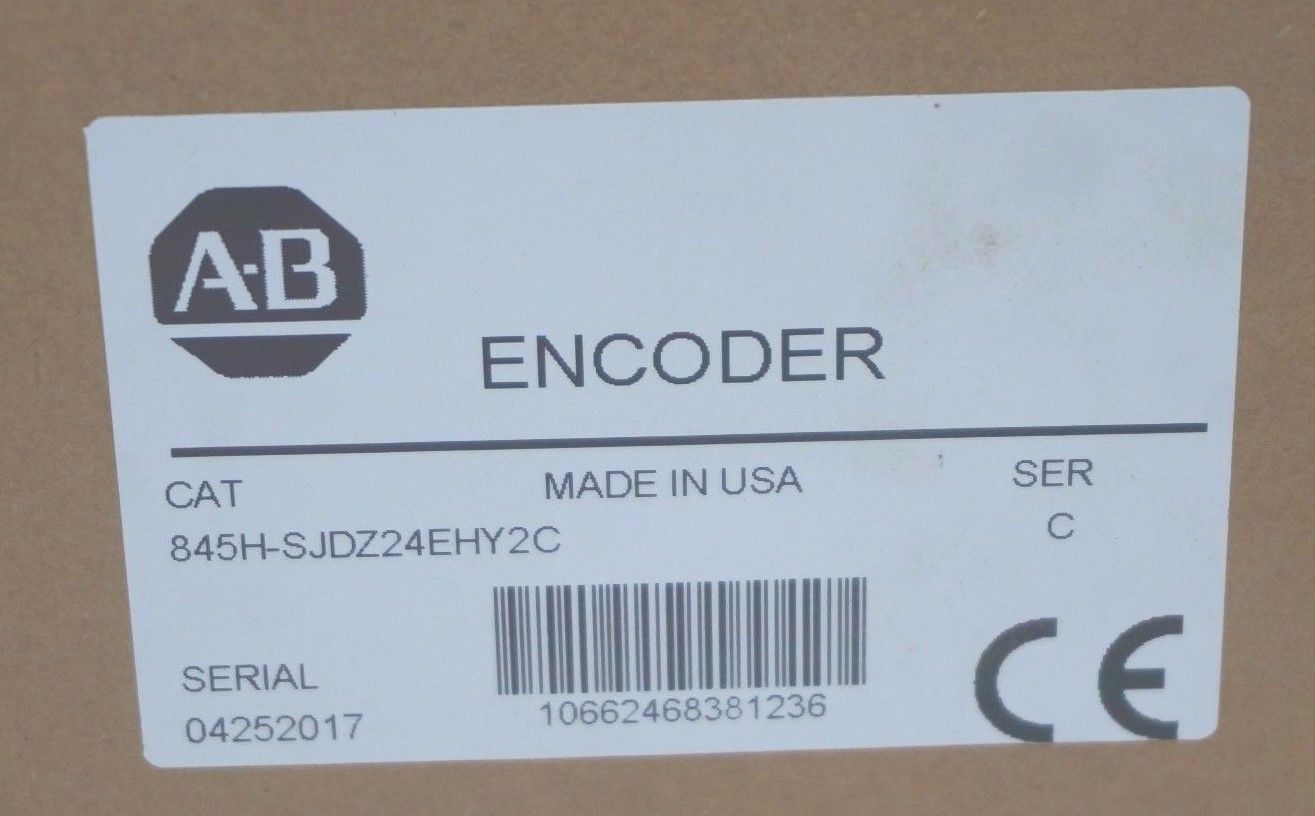 A-B
ENCODER
CAT
MADE IN USA
SER
845H-SJDZ24EHY2C
C
SERIAL
04252017
10662468381236
CE